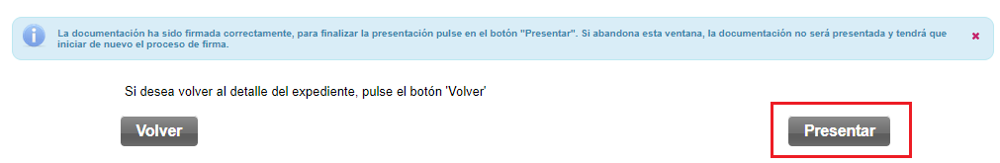 La documentación ha sido firmada correctamente, para finalizar la presentación pulse en el botón "Presentar". Si abandona esta ventana, la documentación no será presentada y tendrá que
iniciar de nuevo el proceso de firma.
Si desea volver al detalle del expediente, pulse el botón 'Volver'
Volver
Presentar